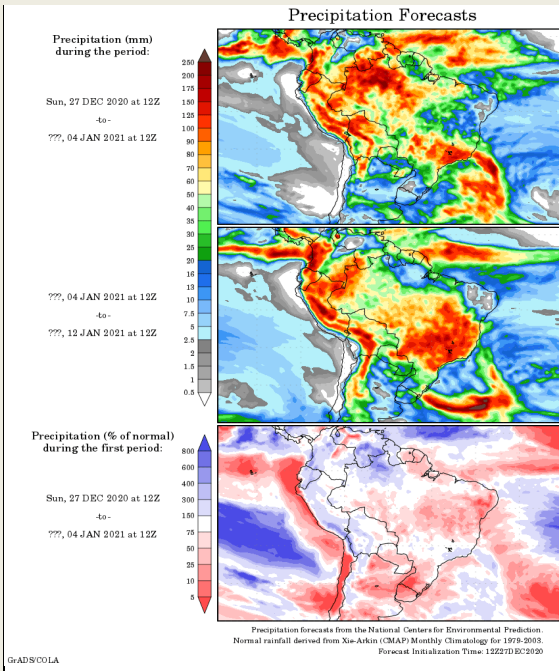 Precipitation Forecasts
Precipitation (mm)
during the period:
Sun, 27 DEC 2020 at 12Z
-to-
???, 04 JAN 2021 at 12Z
250
200
175
150
125
100
90
80
70
60
50
40
35
30
25
20
16
13
10
7.5
5
2.5
2
1.5
1
0.5
???, 04 JAN 2021 at 12Z
-to-
???, 12 JAN 2021 at 12Z
Precipitation (% of normal)
during the first period:
Sun, 27 DEC 2020 at 12Z
-to-
???, 04 JAN 2021 at 12Z
800
600
400
300
150
75
50
25
10
5
Precipitation forecasts from the National Centers for Environmental Prediction.
Normal rainfall derived from Xie-Arkin (CMAP) Monthly Climatology for 1979-2003.
Forecast Initialization Time: 12Z27DEC2020
GrADS/COLA